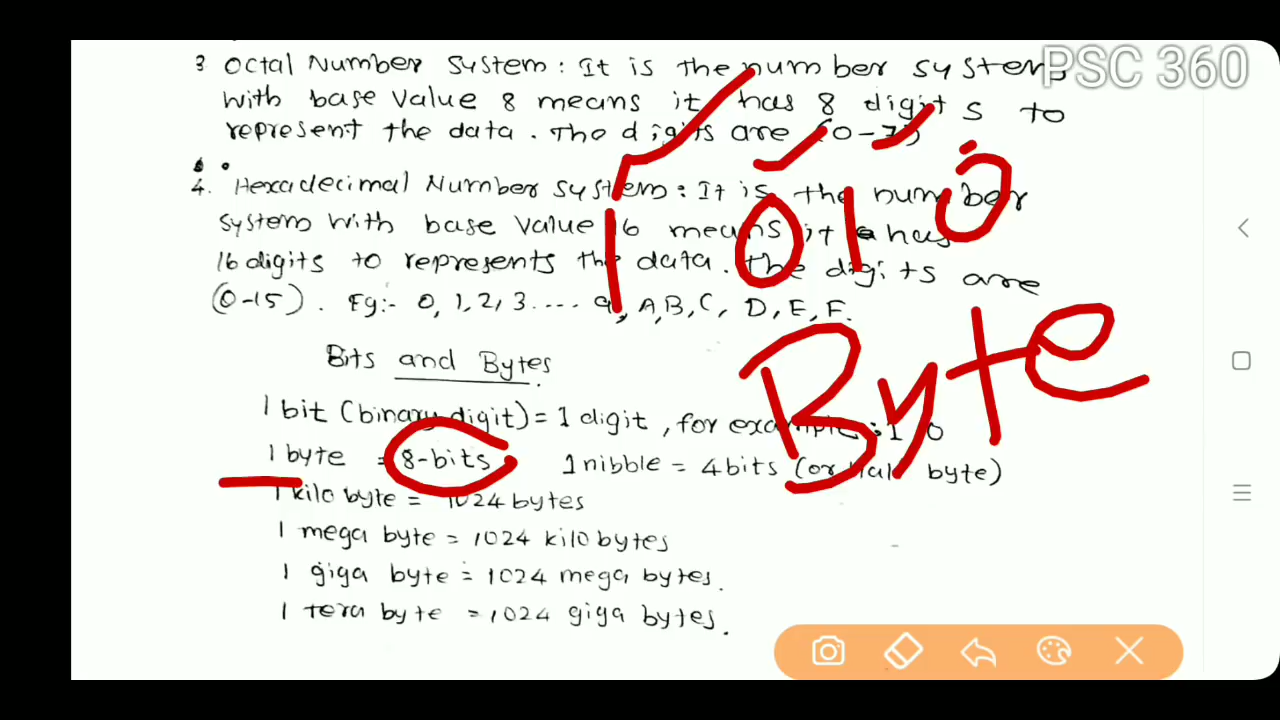 PSC 360
3 Octal Number System: It is the number system
with base value 8 means it has 8 digits to
represent the data. The digits are (0-7)
4. Hexadecimal Number System: It is the number
system with base value 16 means it has
16 digits to represents the data. The digits are
(0-15). Eg:- 0, 1, 2, 3. .... 9, A, B, C, D, E, F.
1 0 1 0
Byte
Bits and Bytes.
1 bit (binary digit) = 1 digit, for example: 1 0
1 byte = 8-bits 1 nibble = 4 bits (or half byte)
1 kilo byte = 1024 bytes
1 mega byte = 1024 kilo bytes
1 giga byte = 1024 mega bytes.
1 tera byte = 1024 giga bytes.